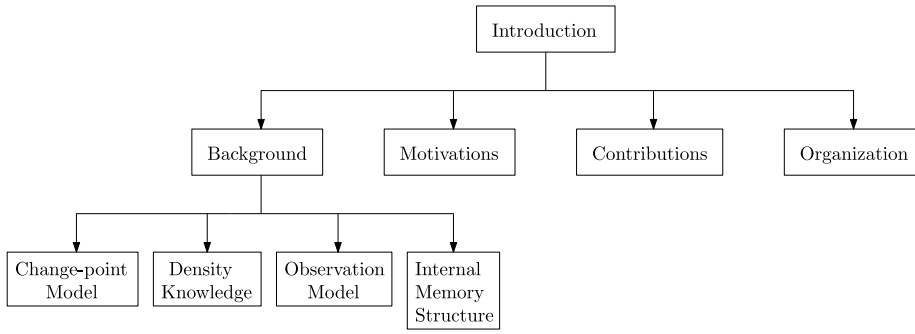 Introduction
Background
Motivations
Contributions
Organization
Change-point
Model
Density
Knowledge
Observation
Model
Internal
Memory
Structure